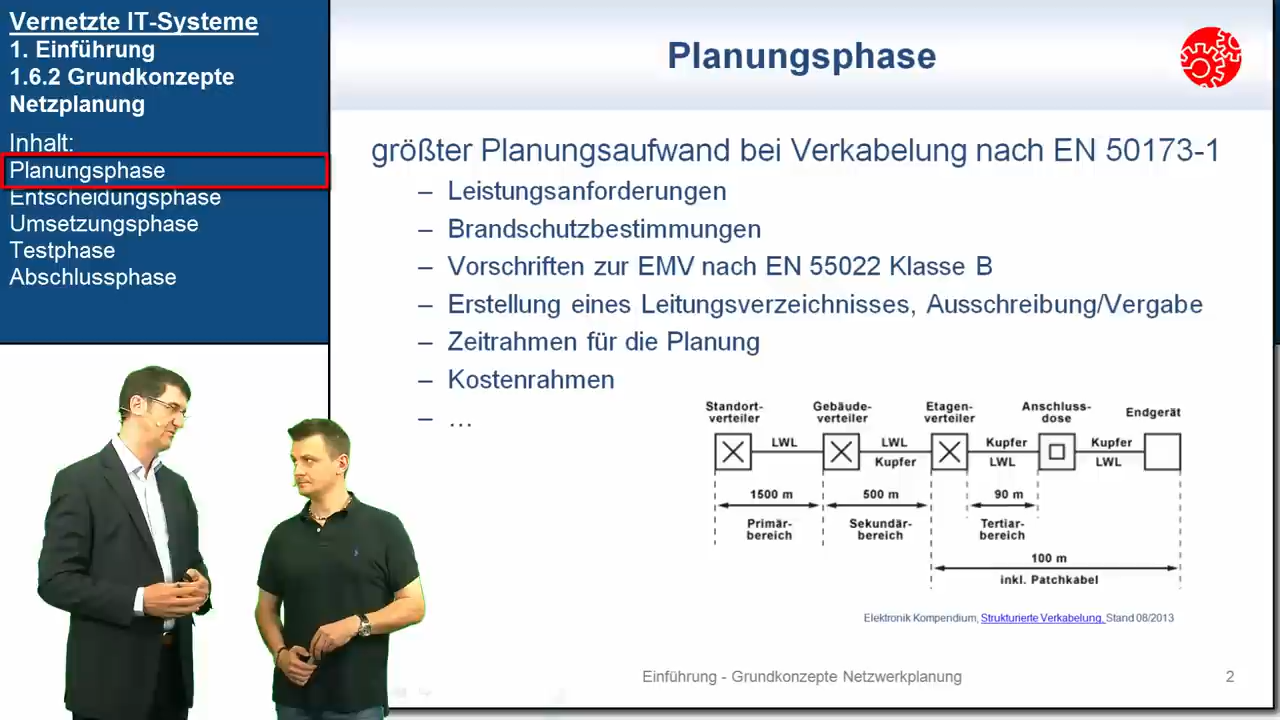 Vernetzte IT-Systeme
1. Einführung
1.6.2 Grundkonzepte
Netzplanung
Inhalt:
Planungsphase
Entscheidungsphase
Umsetzungsphase
Testphase
Abschlussphase
Planungsphase
größter Planungsaufwand bei Verkabelung nach EN 50173-1
– Leistungsanforderungen
– Brandschutzbestimmungen
– Vorschriften zur EMV nach EN 55022 Klasse B
– Erstellung eines Leitungsverzeichnisses, Ausschreibung/Vergabe
– Zeitrahmen für die Planung
– Kostenrahmen
– …
Standort-
verteiler
Gebäude-
verteiler
Etagen-
verteiler
Anschluss-
dose
Endgerät
LWL
LWL
Kupfer
Kupfer
LWL
Kupfer
LWL
1500 m
500 m
90 m
Primär-
bereich
Sekundär-
bereich
Tertiar-
bereich
100 m
inkl. Patchkabel
Elektronik Kompendium, Strukturierte Verkabelung, Stand 08/2013
Einführung - Grundkonzepte Netzwerkplanung
2